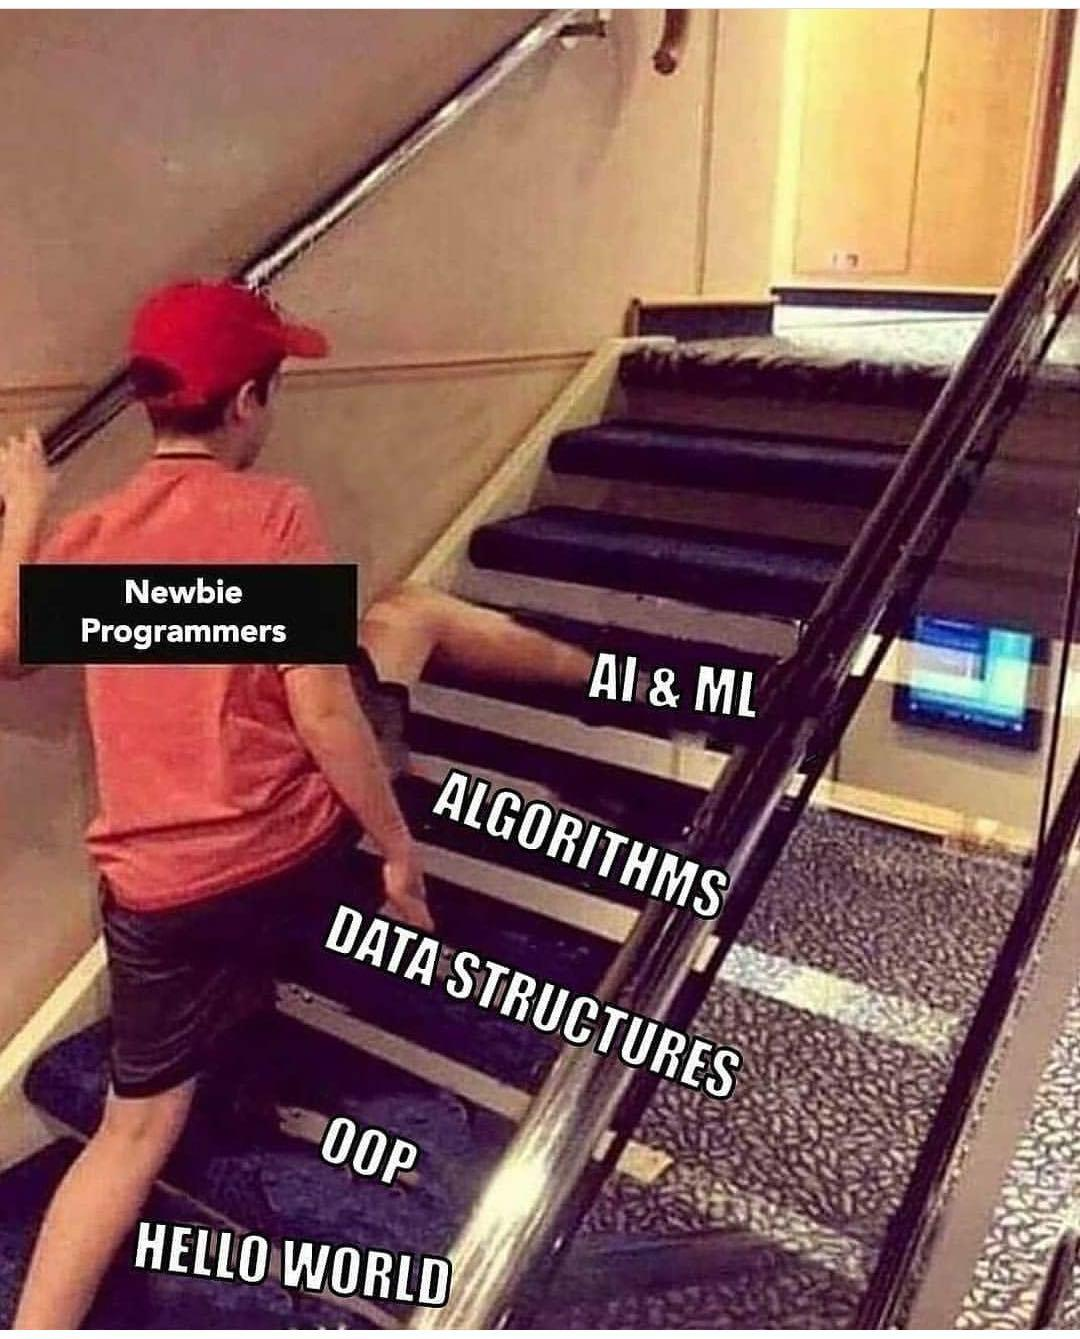 Newbie
Programmers
AI & ML
ALGORITHMS
DATA STRUCTURES
OOP
HELLO WORLD